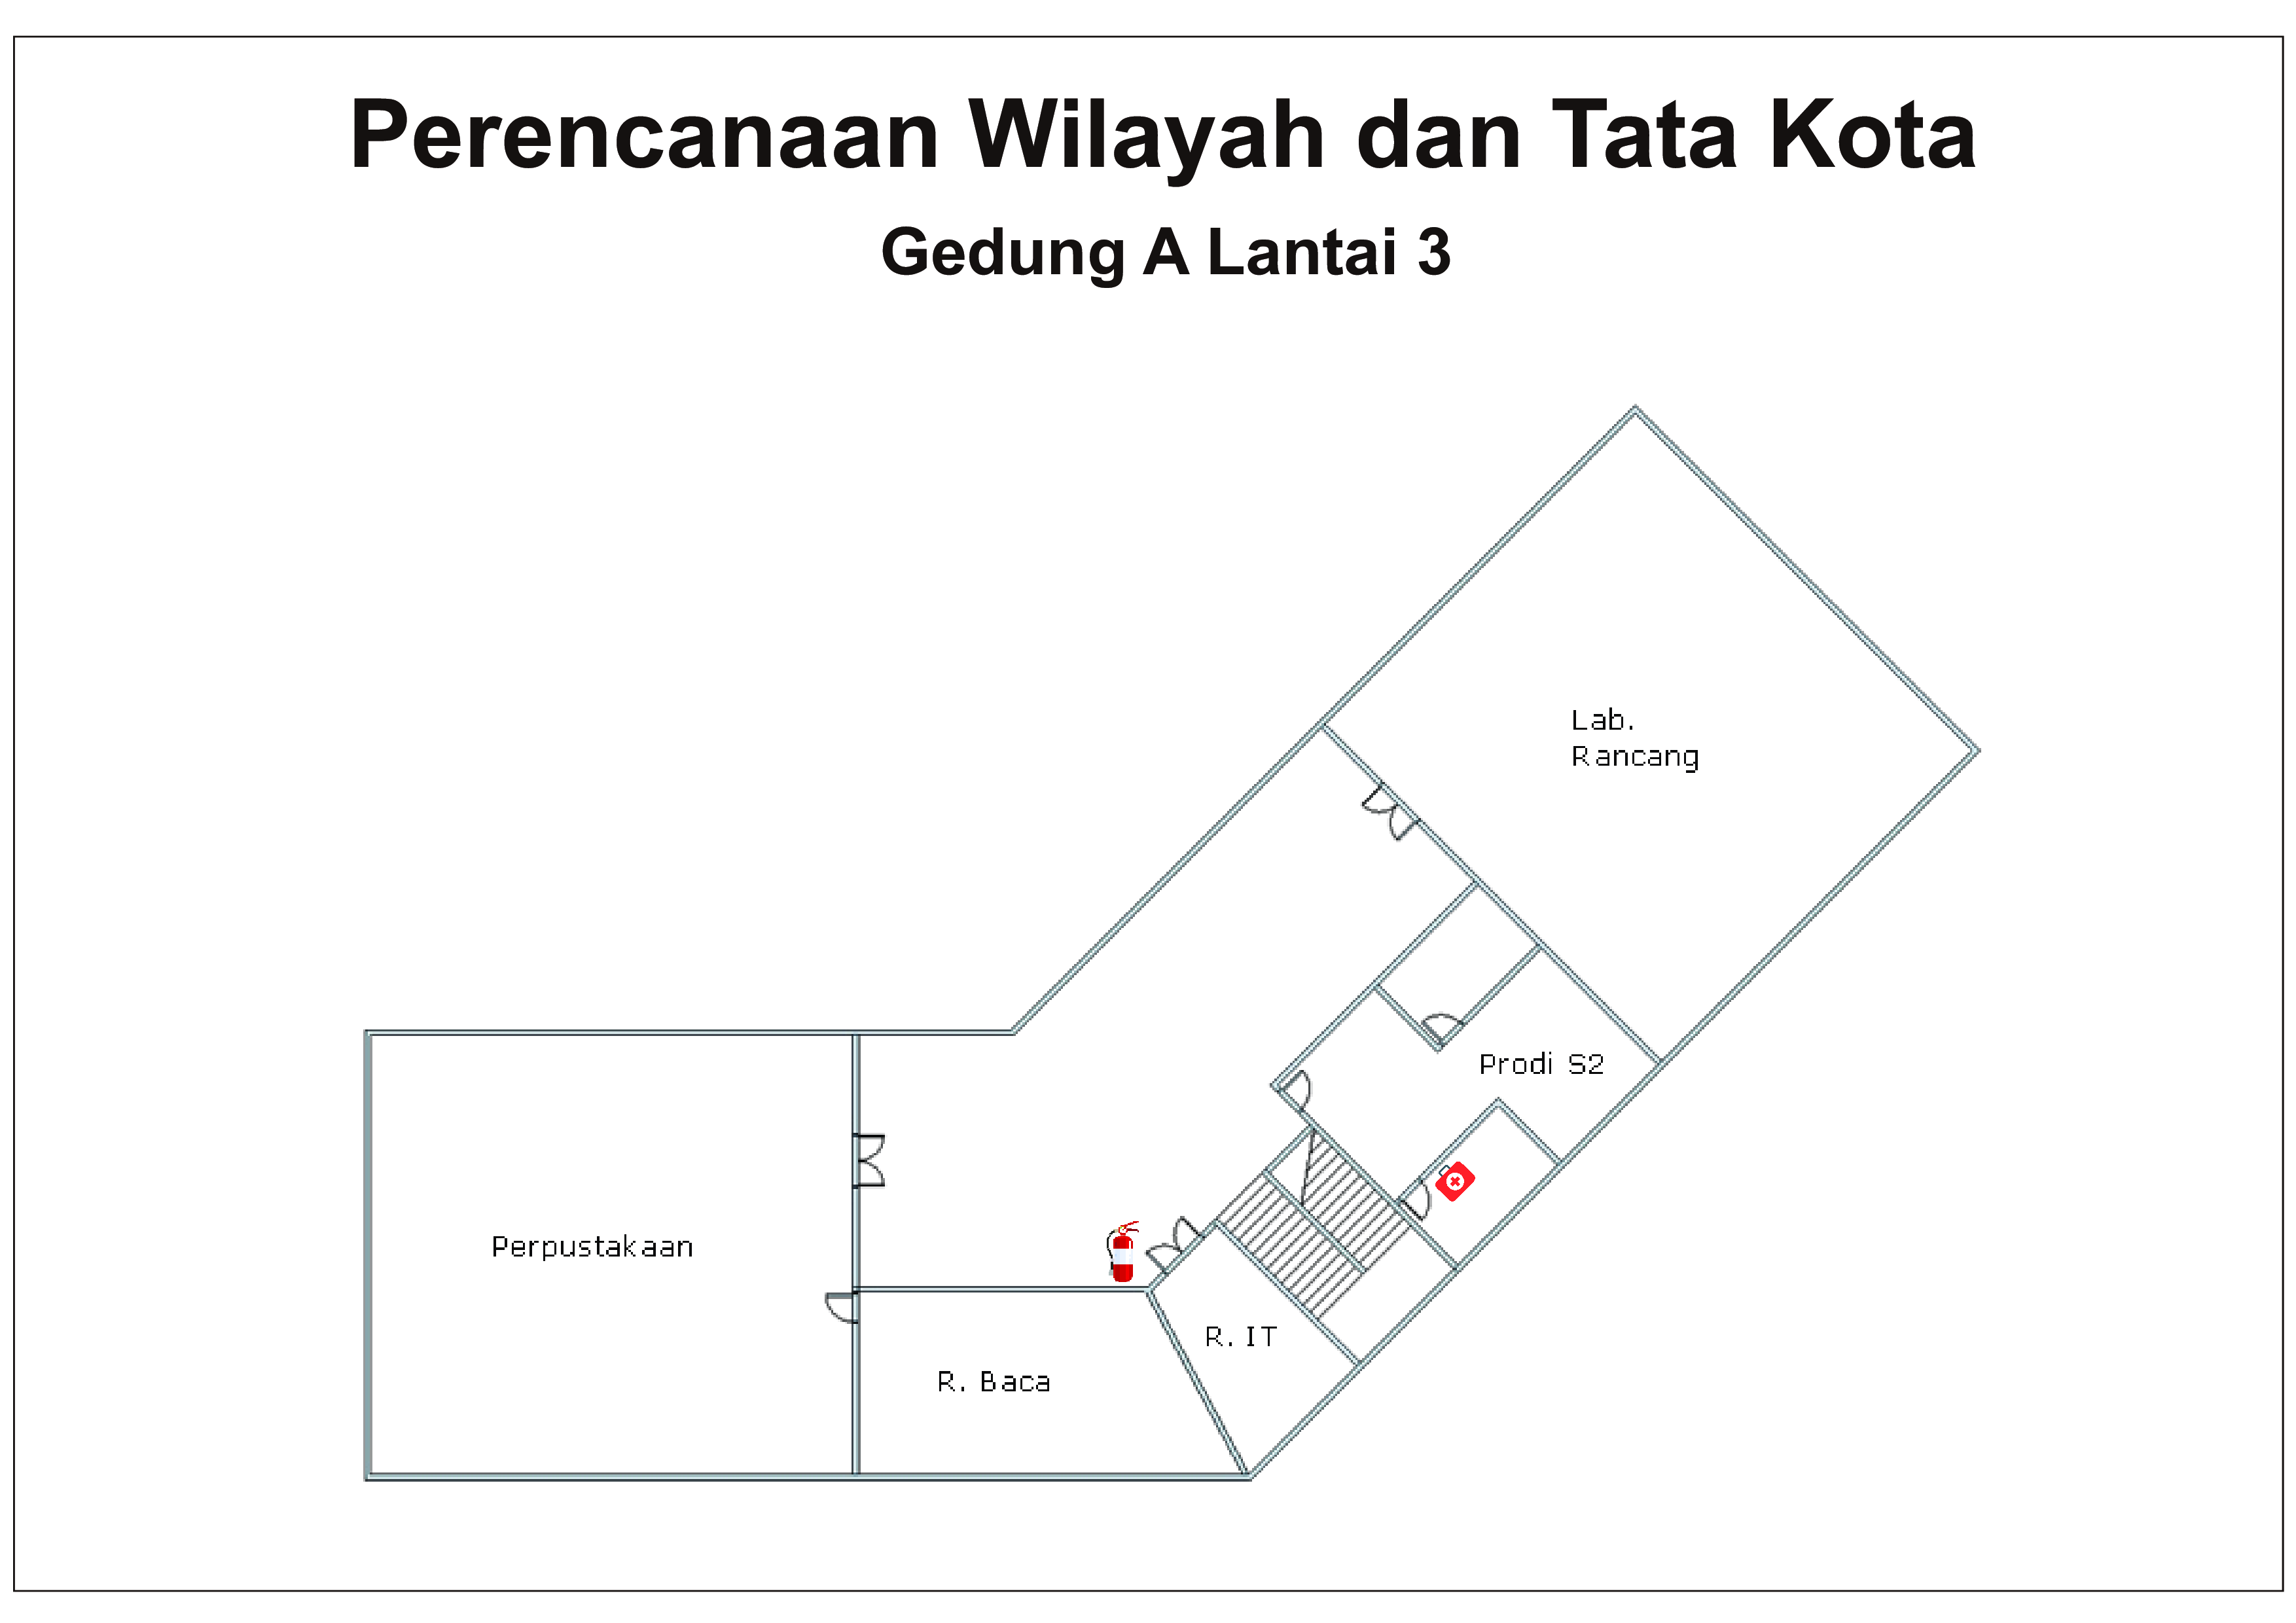 Perencanaan Wilayah dan Tata Kota
Gedung A Lantai 3
Lab.
Rancang
Prodi S2
Perpustakaan
R. IT
R. Baca